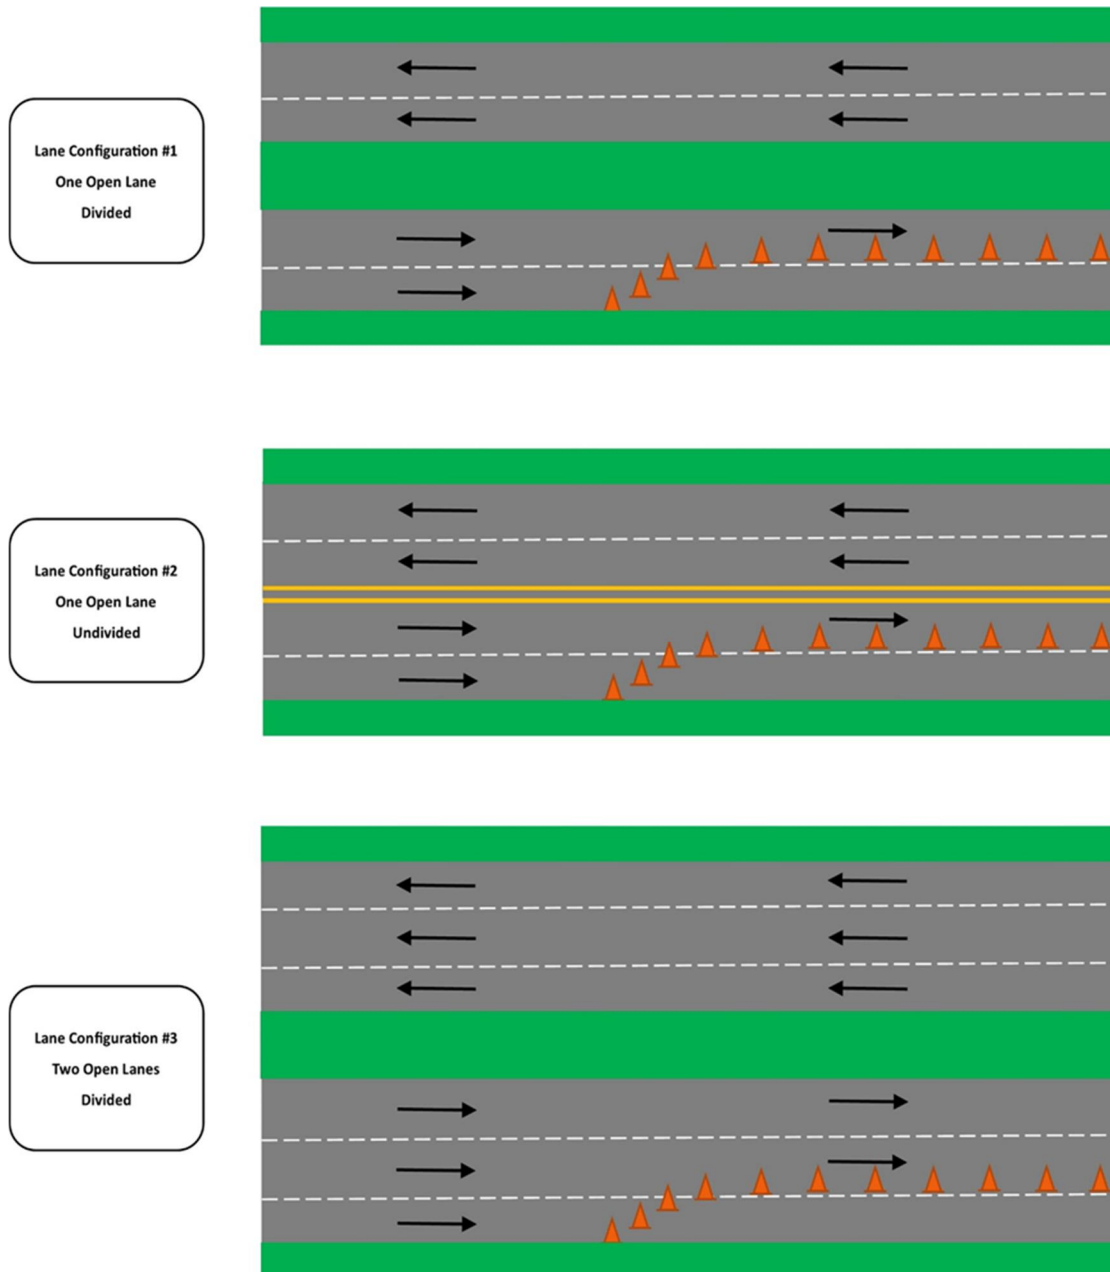 Lane Configuration #1
One Open Lane
Divided
Lane Configuration #2
One Open Lane
Undivided
Lane Configuration #3
Two Open Lanes
Divided